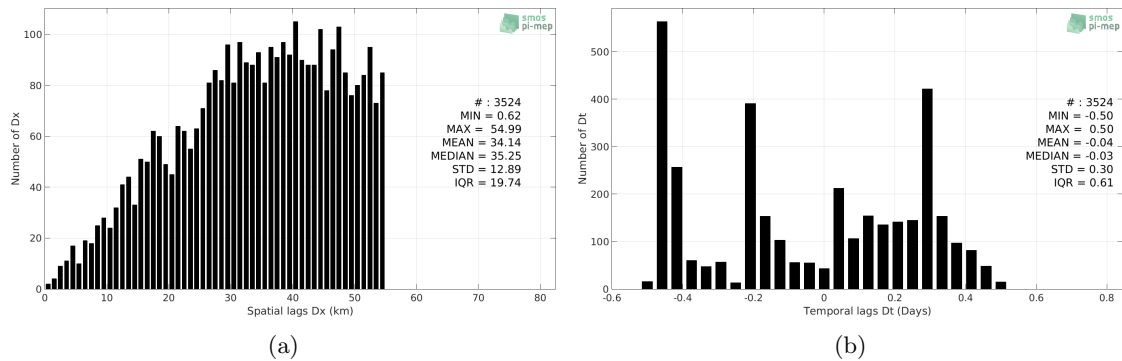 smos
pi-mep
100
80
60
40
20
0
Number of Dx
# : 3524
MIN = 0.62
MAX = 54.99
MEAN = 34.14
MEDIAN = 35.25
STD = 12.89
IQR = 19.74
0 10 20 30 40 50 60 70 80
Spatial lags Dx (km)
(a)
smos
pi-mep
500
400
300
200
100
0
Number of Dt
# : 3524
MIN = -0.50
MAX = 0.50
MEAN = -0.04
MEDIAN = -0.03
STD = 0.30
IQR = 0.61
-0.6 -0.4 -0.2 0 0.2 0.4 0.6 0.8
Temporal lags Dt (Days)
(b)